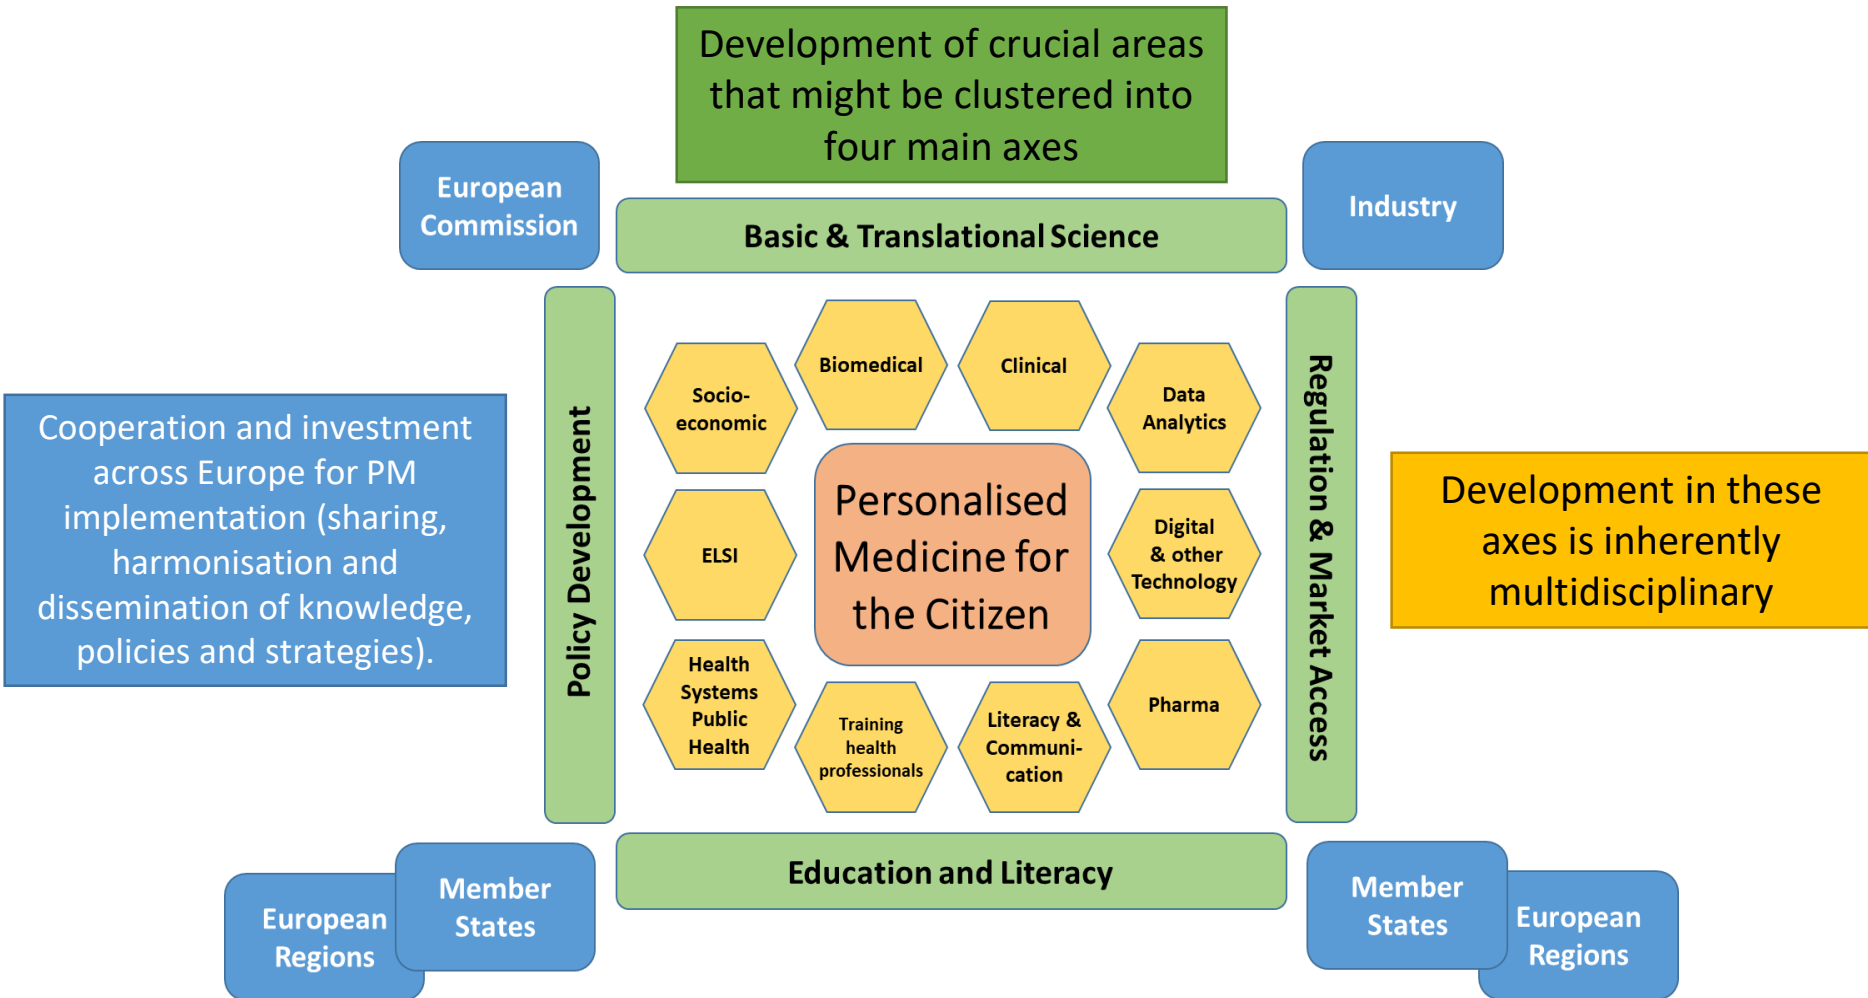 Development of crucial areas
that might be clustered into
four main axes
European
Commission
Industry
Basic & Translational Science
Policy Development
Regulation & Market Access
Socio-
economic
Biomedical
Clinical
Data
Analytics
Cooperation and investment
across Europe for PM
implementation (sharing,
harmonisation and
dissemination of knowledge,
policies and strategies).
ELSI
Personalised
Medicine for
the Citizen
Digital
& other
Technology
Development in these
axes is inherently
multidisciplinary
Health
Systems
Public
Health
Training
health
professionals
Literacy &
Communi-
cation
Pharma
Education and Literacy
European
Regions
Member
States
Member
States
European
Regions